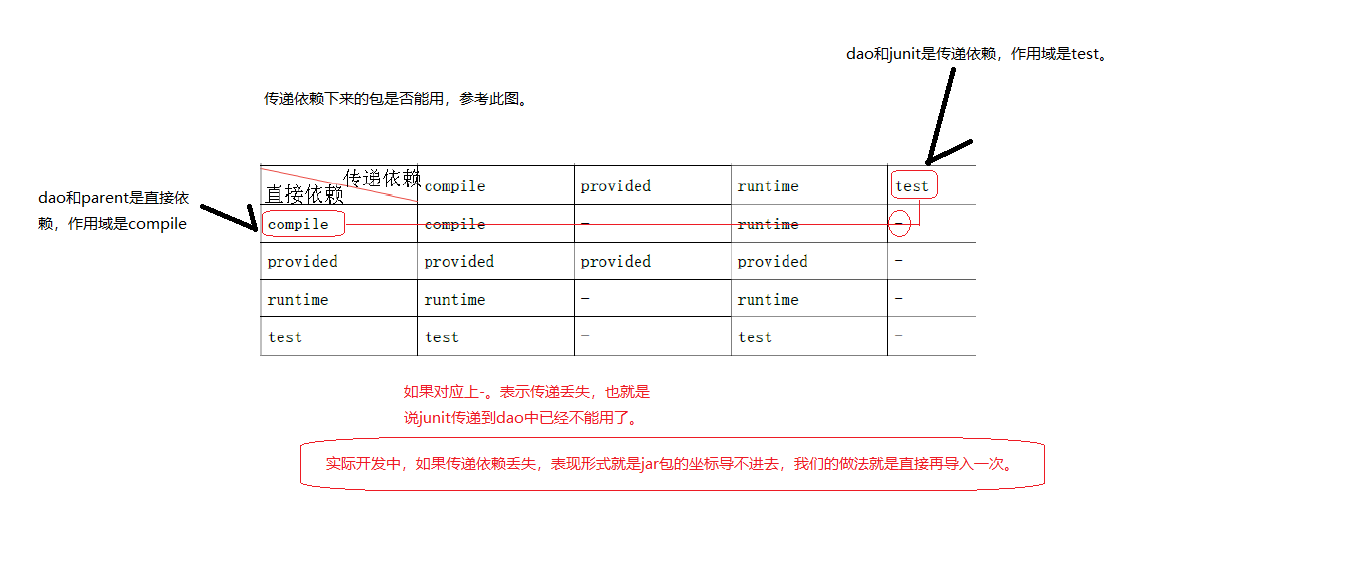 dao和junit是传递依赖，作用域是test。
传递依赖下来的包是否能用，参考此图。
dao和parent是直接依
赖，作用域是compile
传递依赖
直接依赖
compile provided runtime test
compile compile - runtime -
provided provided provided provided -
runtime runtime - runtime -
test test - test -
如果对应上-。表示传递丢失，也就是
说junit传递到dao中已经不能用了。
实际开发中，如果传递依赖丢失，表现形式就是jar包的坐标导不进去，我们的做法就是直接再导入一次。